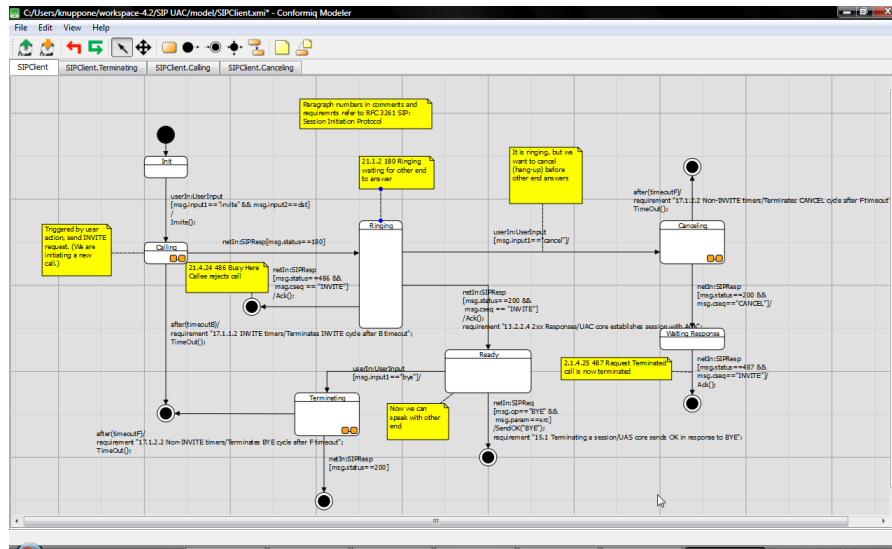 C:/Users/knuppone/workspace-4.2/SIP UAC/model/SIPClient.xmi* - Conformiq Modeler
File Edit View Help
SIPClient SIPClient.Terminating SIPClient.Calling SIPClient.Canceling
Paragraph numbers in comments and
requiremnts refer to RFC3261 SIP:
Session Initiation Protocol
Init
userIn:UserInput
[msg.input1=="invite" && msg.input2==dst]
/
Invite();
21.1.2 180 Ringing
waiting for other end
to answer
It is ringing, but we
want to cancel
(hang-up) before
other end answers
after(timeoutF)/
requirement "17.1.2.2 Non-INVITE timers/Terminates CANCEL cycle after F timeout"
TimeOut();
Triggered by user
action, send INVITE
request. (We are
initiating a new
call.)
Calling
netIn:SIPResp[msg.status==180]
Ringing
userIn:UserInput
[msg.input1=="cancel"]/
Canceling
21.4.24 486 Busy Here
Callee rejects call
netIn:SIPResp
[msg.status==486 &&
msg.cseq == "INVITE"]
/Ack();
netIn:SIPResp
[msg.status==200 &&
msg.cseq == "INVITE"]
/Ack();
requirement "13.2.2.4 2xx Responses/UAC core establishes session with ACK";
netIn:SIPResp
[msg.status==200 &&
msg.cseq=="CANCEL"]/
Waiting Response
after(timeoutB)/
requirement "17.1.1.2 INVITE timers/Terminates INVITE cycle after B timeout";
TimeOut();
Ready
userIn:UserInput
[msg.input1=="bye"]/
2.1.4.25 487 Request Terminated
call is now terminated
netIn:SIPResp
[msg.status==487 &&
msg.cseq=="INVITE"]/
Ack();
Terminating
Now we can
speak with other
end
netIn:SIPReq
[msg.op=="BYE" &&
msg.param==src]
/SendOK("BYE");
requirement "15.1 Terminating a session/UAS core sends OK in response to BYE";
after(timeoutF)/
requirement "17.1.2.2 Non-INVITE timers/Terminates BYE cycle after F timeout";
TimeOut();
netIn:SIPResp
[msg.status==200]